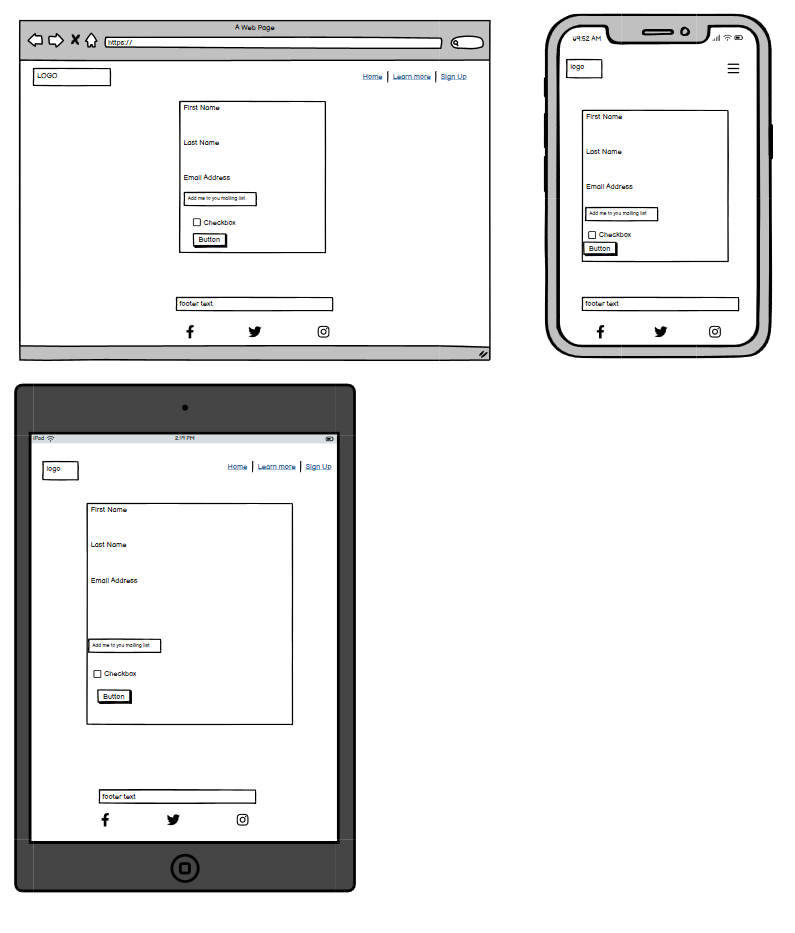 A Web Page
https://
LOGO
Home Learn more Sign Up
First Name
Last Name
Email Address
Add me to you mailing list
Checkbox
Button
footer text
09:52 AM
logo
First Name
Last Name
Email Address
Add me to you mailing list
Checkbox
Button
footer text
iPad 2:19 PM
logo
Home Learn more Sign Up
First Name
Last Name
Email Address
Add me to you mailing list
Checkbox
Button
footer text